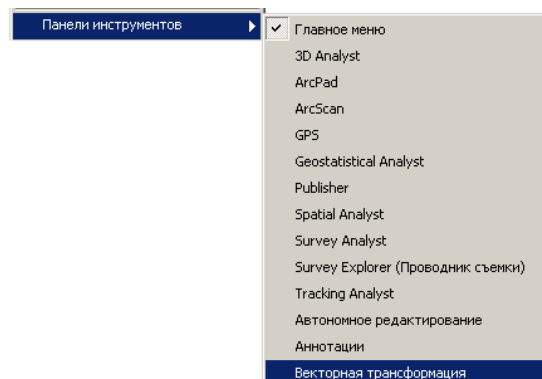 Панели инструментов
Главное меню
3D Analyst
ArcPad
ArcScan
GPS
Geostatistical Analyst
Publisher
Spatial Analyst
Survey Analyst
Survey Explorer (Проводник съемки)
Tracking Analyst
Автономное редактирование
Аннотации
Векторная трансформация